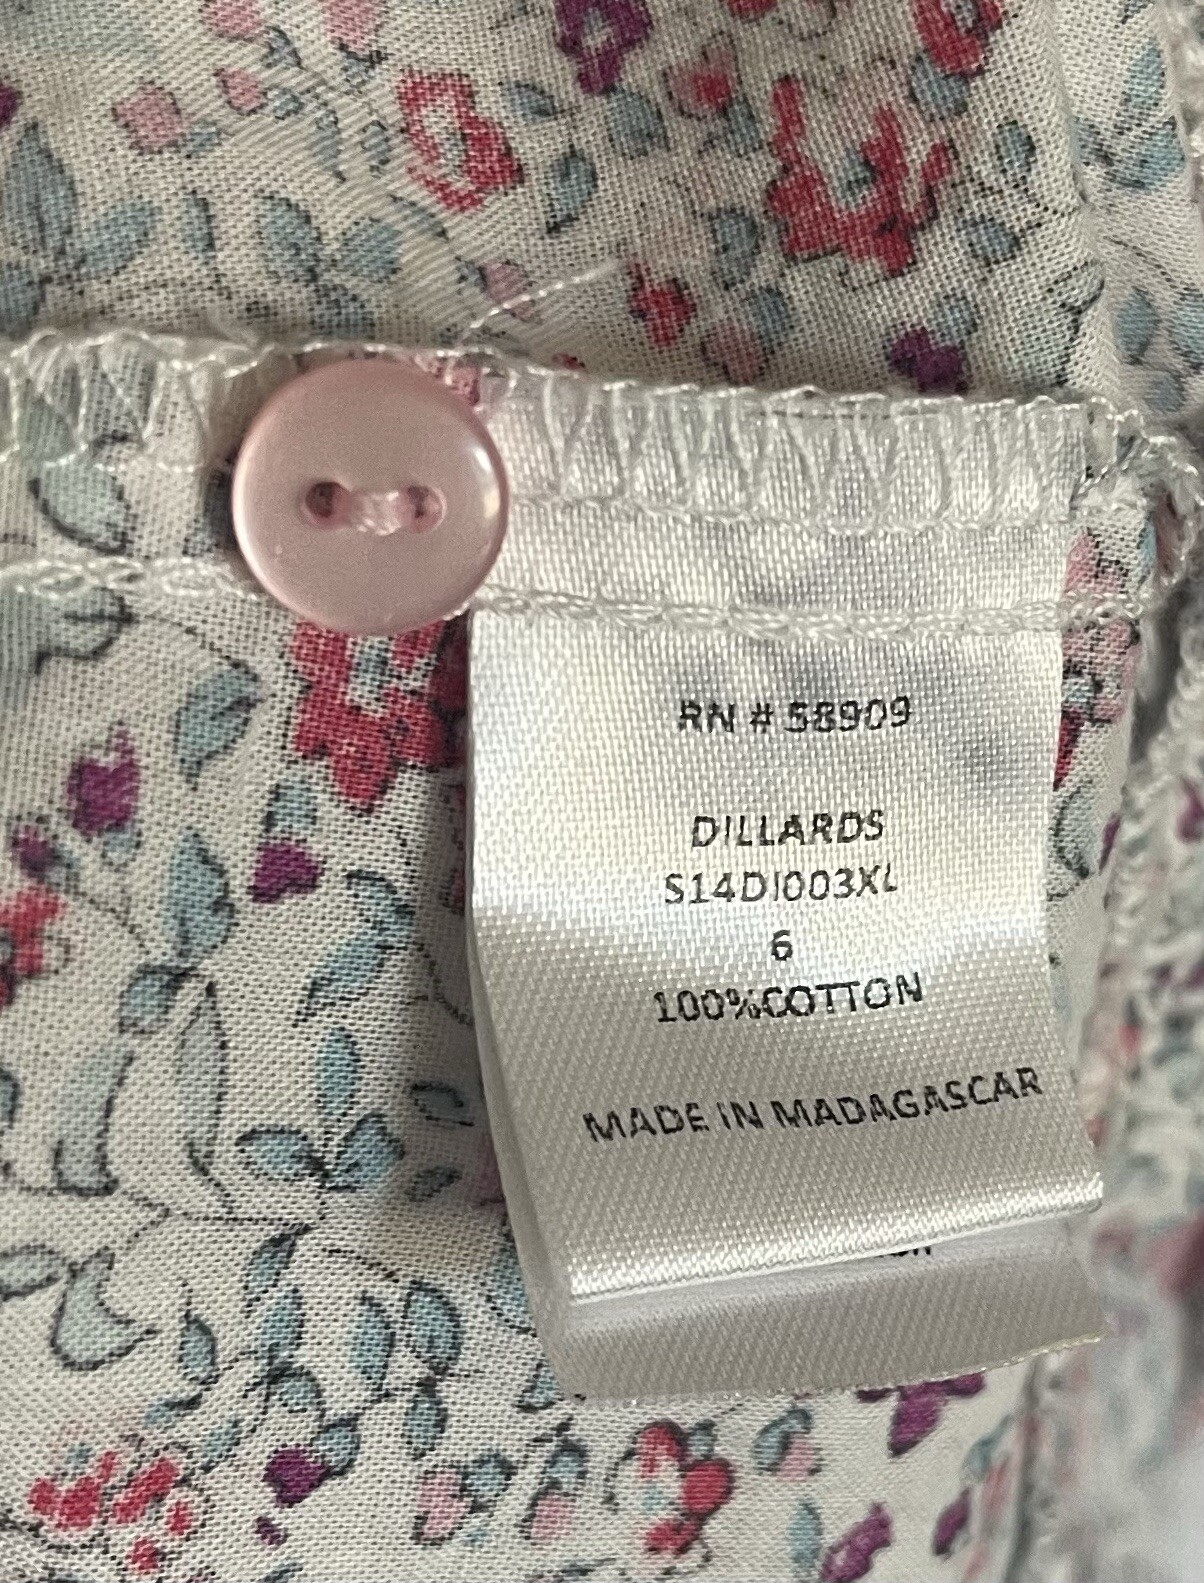 RN # 58909
DILLARDS
S14DI003XL
6
100%COTTON
MADE IN MADAGASCAR